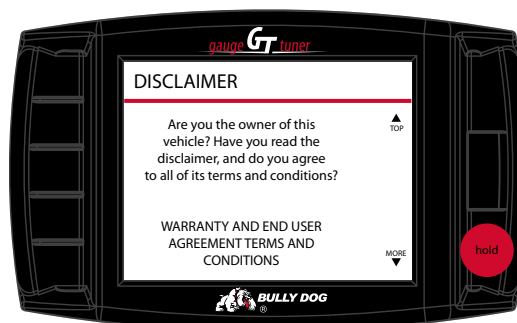 gauge GT tuner
DISCLAIMER
Are you the owner of this
vehicle? Have you read the
disclaimer, and do you agree
to all of its terms and conditions?
TOP
WARRANTY AND END USER
AGREEMENT TERMS AND
CONDITIONS
MORE
hold
BULLY DOG
®